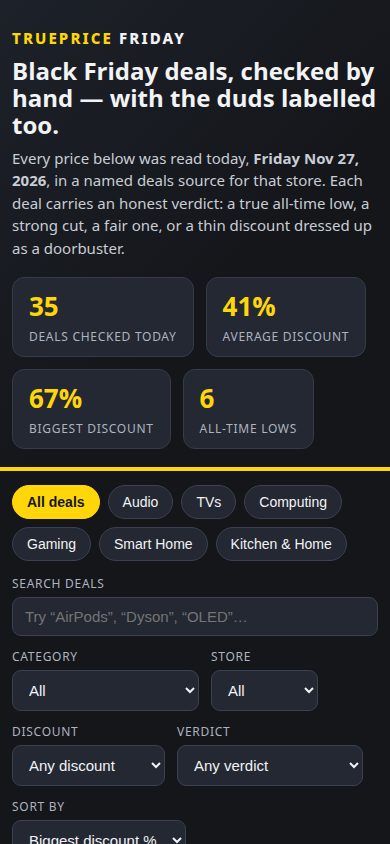 TRUEPRICE FRIDAY
Black Friday deals, checked by
hand — with the duds labelled
too.
Every price below was read today, Friday Nov 27,
2026, in a named deals source for that store. Each
deal carries an honest verdict: a true all-time low, a
strong cut, a fair one, or a thin discount dressed up
as a doorbuster.
35
DEALS CHECKED TODAY
41%
AVERAGE DISCOUNT
67%
BIGGEST DISCOUNT
6
ALL-TIME LOWS
All deals Audio TVs Computing
Gaming Smart Home Kitchen & Home
SEARCH DEALS
Try “AirPods”, “Dyson”, “OLED”…
CATEGORY STORE
All All
DISCOUNT VERDICT
Any discount Any verdict
SORT BY
Biggest discount %